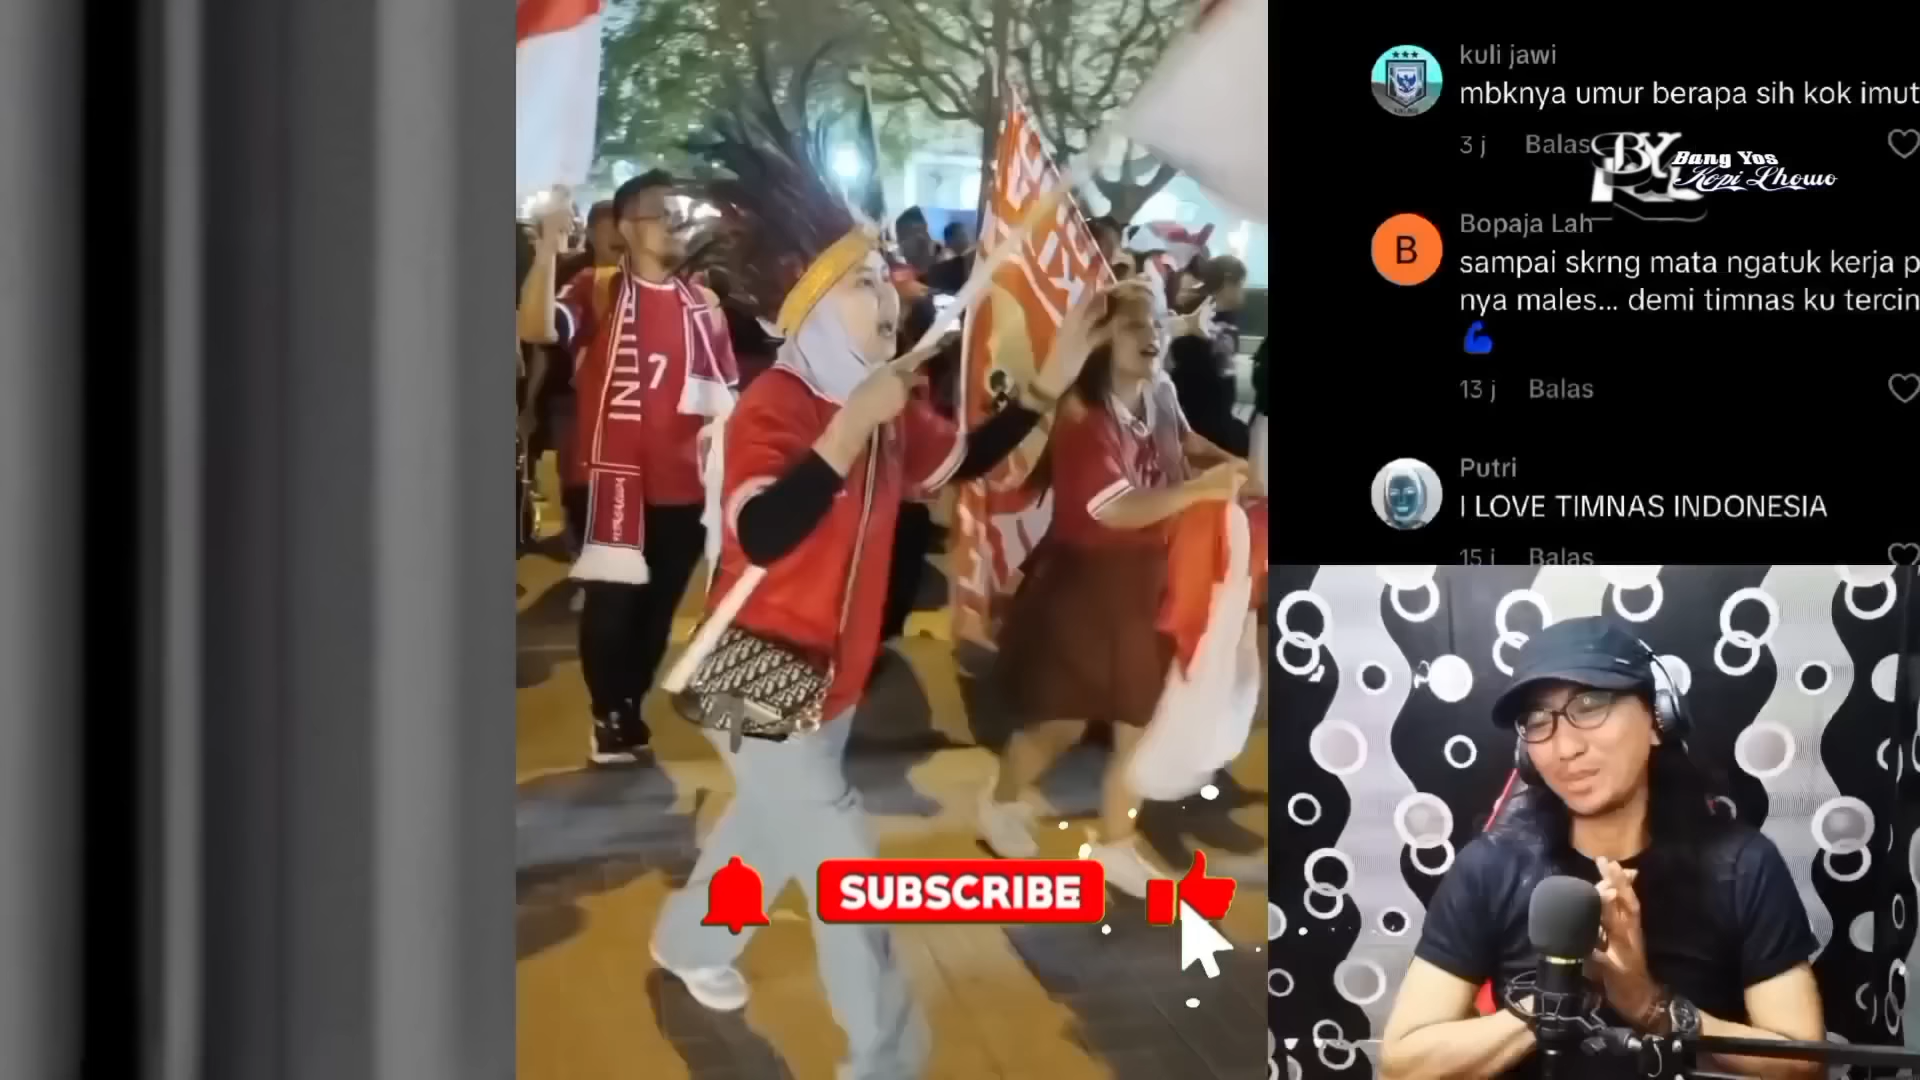 kuli jawi
mbknya umur berapa sih kok imut
3 j Balas
BY
Bang Yos
Kopi Lhowo
B
Bopaja Lah
sampai skrng mata ngatuk kerja p
nya males... demi timnas ku tercin
13 j Balas
Putri
I LOVE TIMNAS INDONESIA
15 j Balas
7
SUBSCRIBE